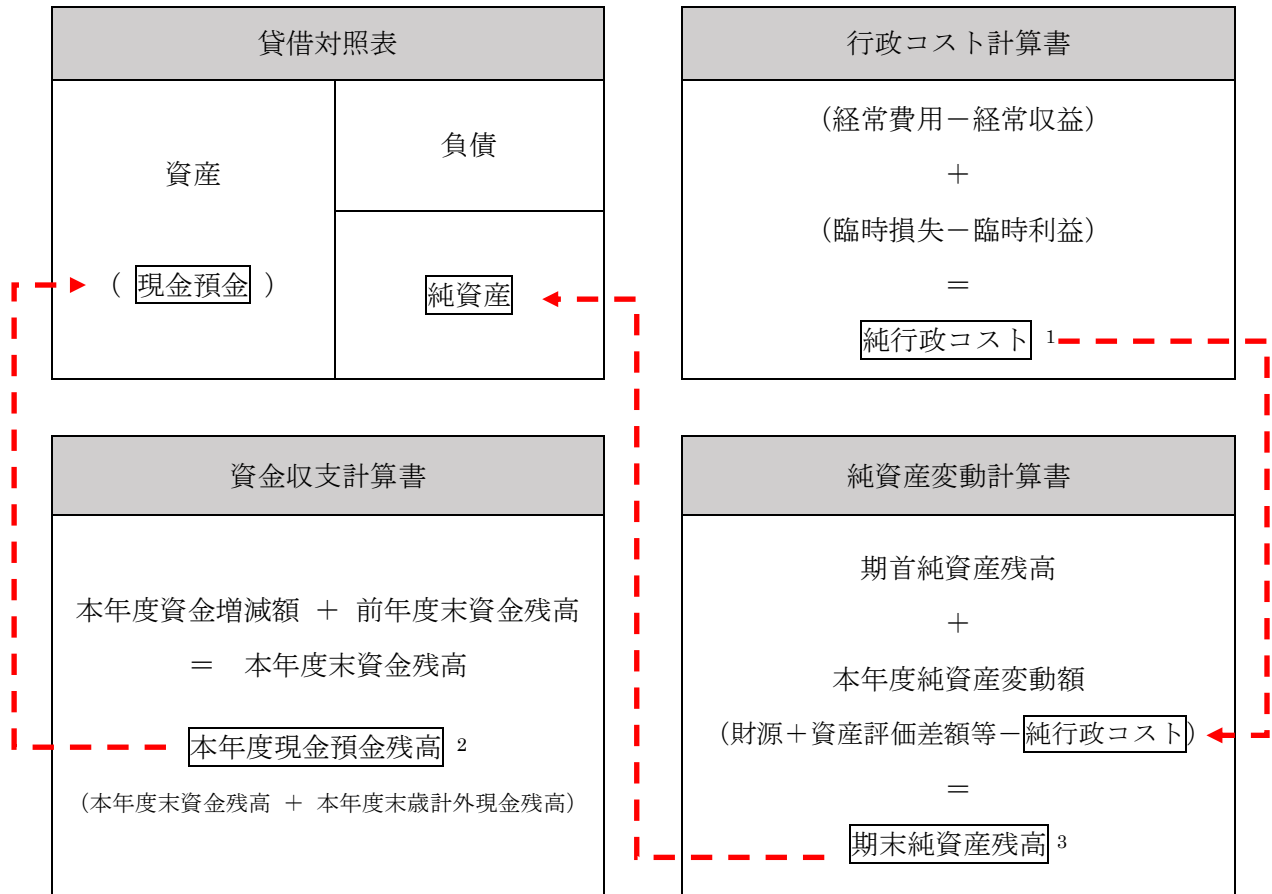 貸借対照表
資産
( 現金預金 )
負債
純資産
行政コスト計算書
(経常費用-経常収益)
+
(臨時損失-臨時利益)
=
純行政コスト 1
資金収支計算書
本年度資金増減額 + 前年度末資金残高
= 本年度末資金残高
本年度現金預金残高 2
(本年度末資金残高 + 本年度末歳計外現金残高)
純資産変動計算書
期首純資産残高
+
本年度純資産変動額
(財源+資産評価差額等-純行政コスト)
=
期末純資産残高 3